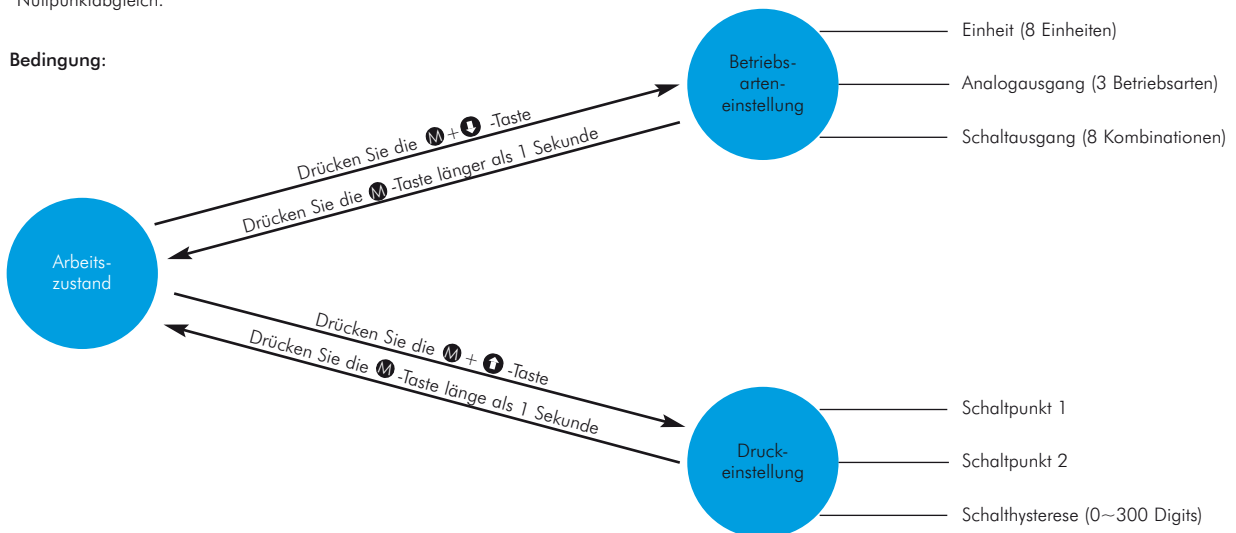 Nullpunktabgleich.
Bedingung:
Betriebs-
arten-
einstellung
Einheit (8 Einheiten)
Analogausgang (3 Betriebsarten)
Schaltausgang (8 Kombinationen)
Drücken Sie die M + -Taste
Drücken Sie die M -Taste länger als 1 Sekunde
Arbeits-
zustand
Drücken Sie die M + -Taste
Drücken Sie die M -Taste länge als 1 Sekunde
Druck-
einstellung
Schaltpunkt 1
Schaltpunkt 2
Schalthysterese (0~300 Digits)